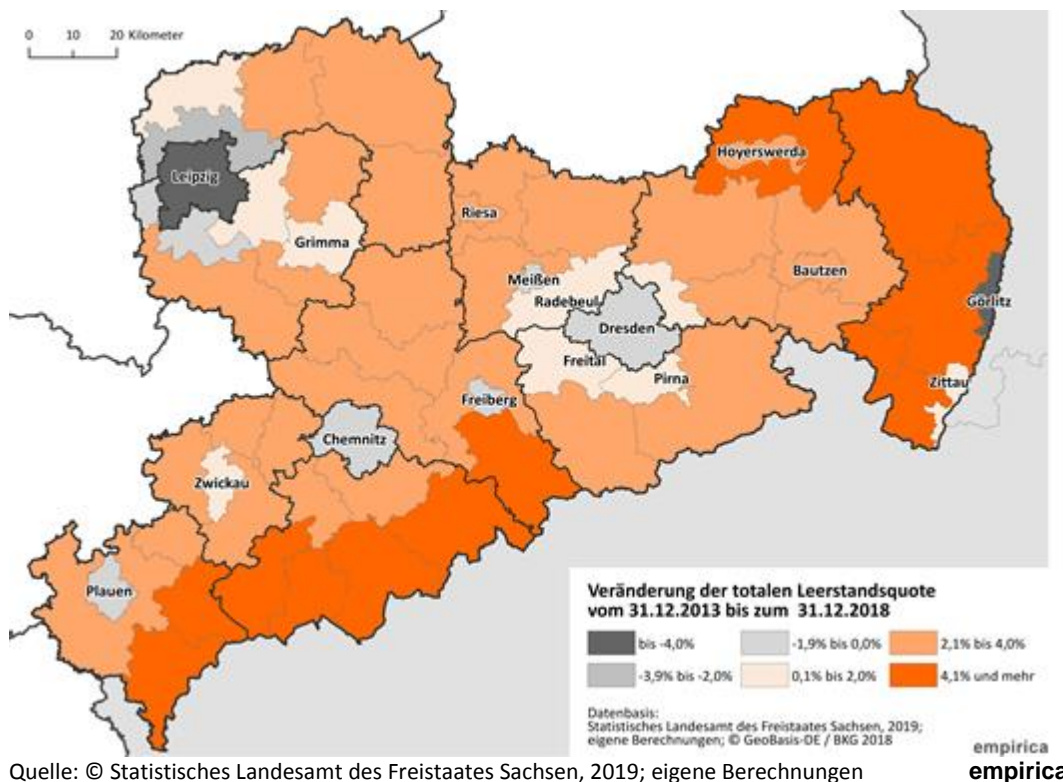 0 10 20 Kilometer
Hoyerswerda
Leipzig
Riesa
Grimma
Bautzen
Meißen
Radebeul
Görlitz
Dresden
Freital
Pirna
Zittau
Freiberg
Chemnitz
Zwickau
Plauen
Veränderung der totalen Leerstandsquote
vom 31.12.2013 bis zum 31.12.2018
bis -4,0%
-1,9% bis 0,0%
2,1% bis 4,0%
-3,9% bis -2,0%
0,1% bis 2,0%
4,1% und mehr
Datenbasis:
Statistisches Landesamt des Freistaates Sachsen, 2019;
eigene Berechnungen; © GeoBasis-DE / BKG 2018
empirica
Quelle: © Statistisches Landesamt des Freistaates Sachsen, 2019; eigene Berechnungen
empirica